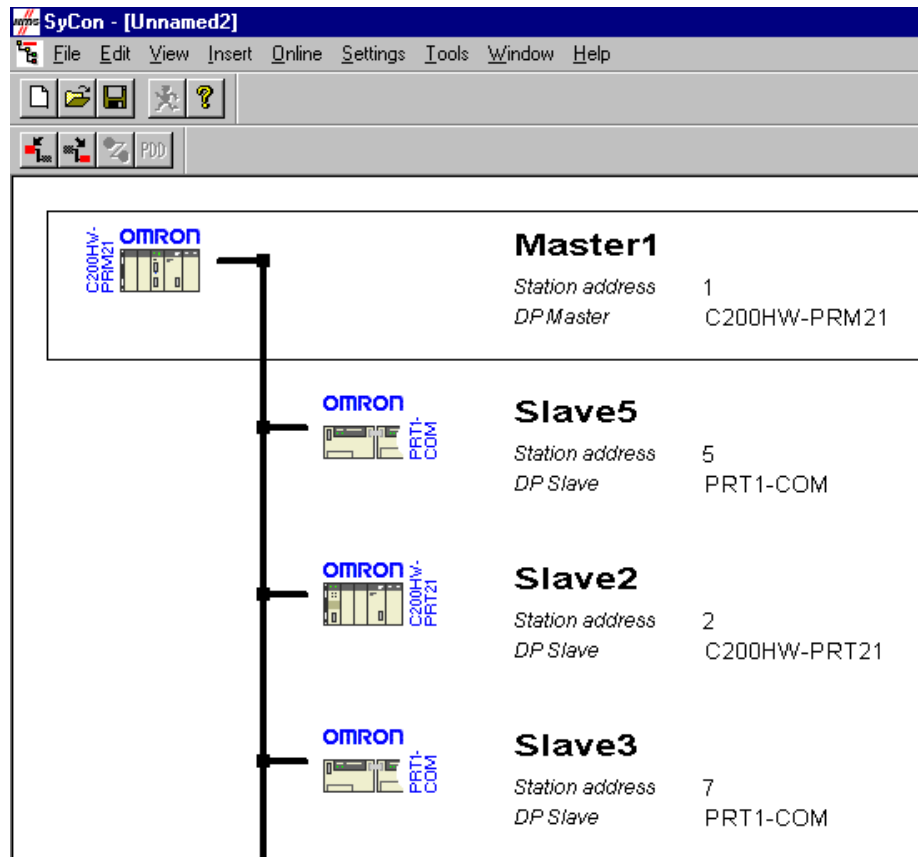 SyCon - [Unnamed2]
File Edit View Insert Online Settings Tools Window Help
PDD
C200HW-
PRM21
OMRON
Master1
Station address 1
DP Master C200HW-PRM21
OMRON
PRT1-
COM
Slave5
Station address 5
DP Slave PRT1-COM
OMRON
C200HW-
PRT21
Slave2
Station address 2
DP Slave C200HW-PRT21
OMRON
PRT1-
COM
Slave3
Station address 7
DP Slave PRT1-COM